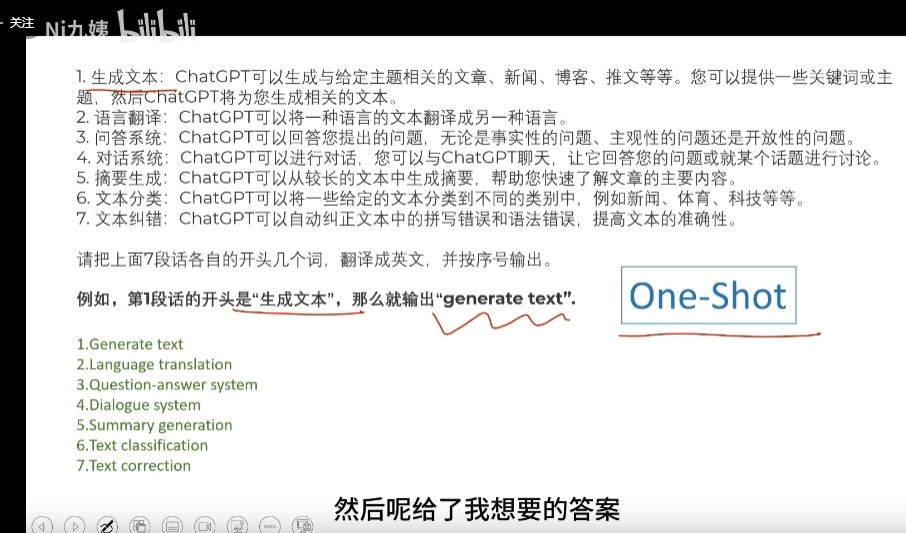 关注
Ni九姨 bilibili
1. 生成文本：ChatGPT可以生成与给定主题相关的文章、新闻、博客、推文等等。您可以提供一些关键词或主
题，然后ChatGPT将为您生成相关的文本。
2. 语言翻译：ChatGPT可以将一种语言的文本翻译成另一种语言。
3. 问答系统：ChatGPT可以回答您提出的问题，无论是事实性的问题、主观性的问题还是开放性的问题。
4. 对话系统：ChatGPT可以进行对话，您可以与ChatGPT聊天，让它回答您的问题或就某个话题进行讨论。
5. 摘要生成：ChatGPT可以从较长的文本中生成摘要，帮助您快速了解文章的主要内容。
6. 文本分类：ChatGPT可以将一些给定的文本分类到不同的类别中，例如新闻、体育、科技等等。
7. 文本纠错：ChatGPT可以自动纠正文本中的拼写错误和语法错误，提高文本的准确性。
请把上面7段话各自的开头几个词，翻译成英文，并按序号输出。
例如，第1段话的开头是“生成文本”，那么就输出“generate text”.
One-Shot
1.Generate text
2.Language translation
3.Question-answer system
4.Dialogue system
5.Summary generation
6.Text classification
7.Text correction
然后呢给了我想要的答案